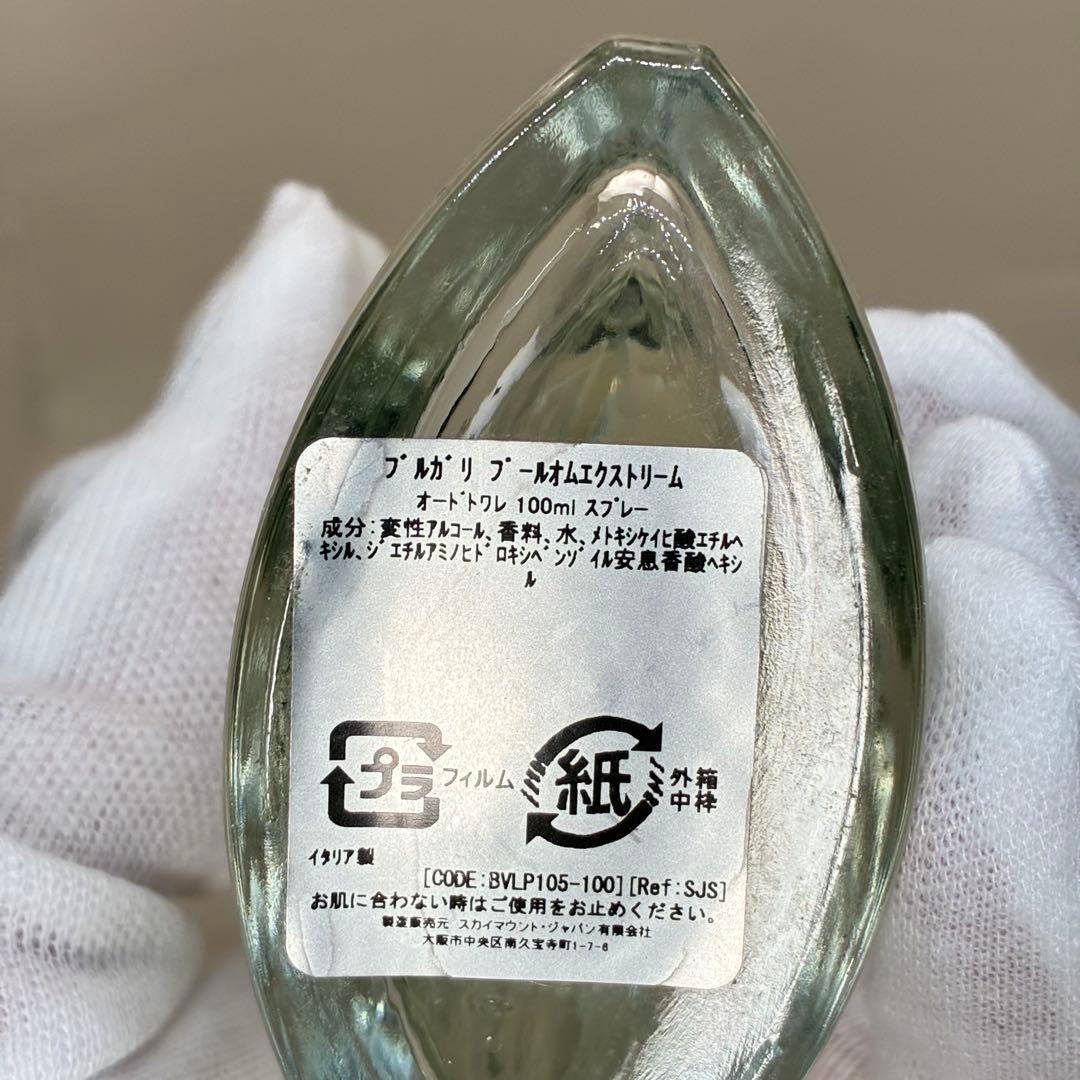 ブルガリ プールオムエクストリーム
オードトワレ 100ml スプレー
成分:変性アルコール、香料、水、メトキシケイヒ酸エチルヘ
キシル、ジエチルアミノヒドロキシベンゾイル安息香酸ヘキシ
ル
プラ フィルム 紙 外箱
中枠
イタリア製
[CODE:BVLP105-100][Ref:SJS]
お肌に合わない時はご使用をお止めください。
製造販売元 スカイマウント・ジャパン有限会社
大阪市中央区南久宝寺町1-7-6